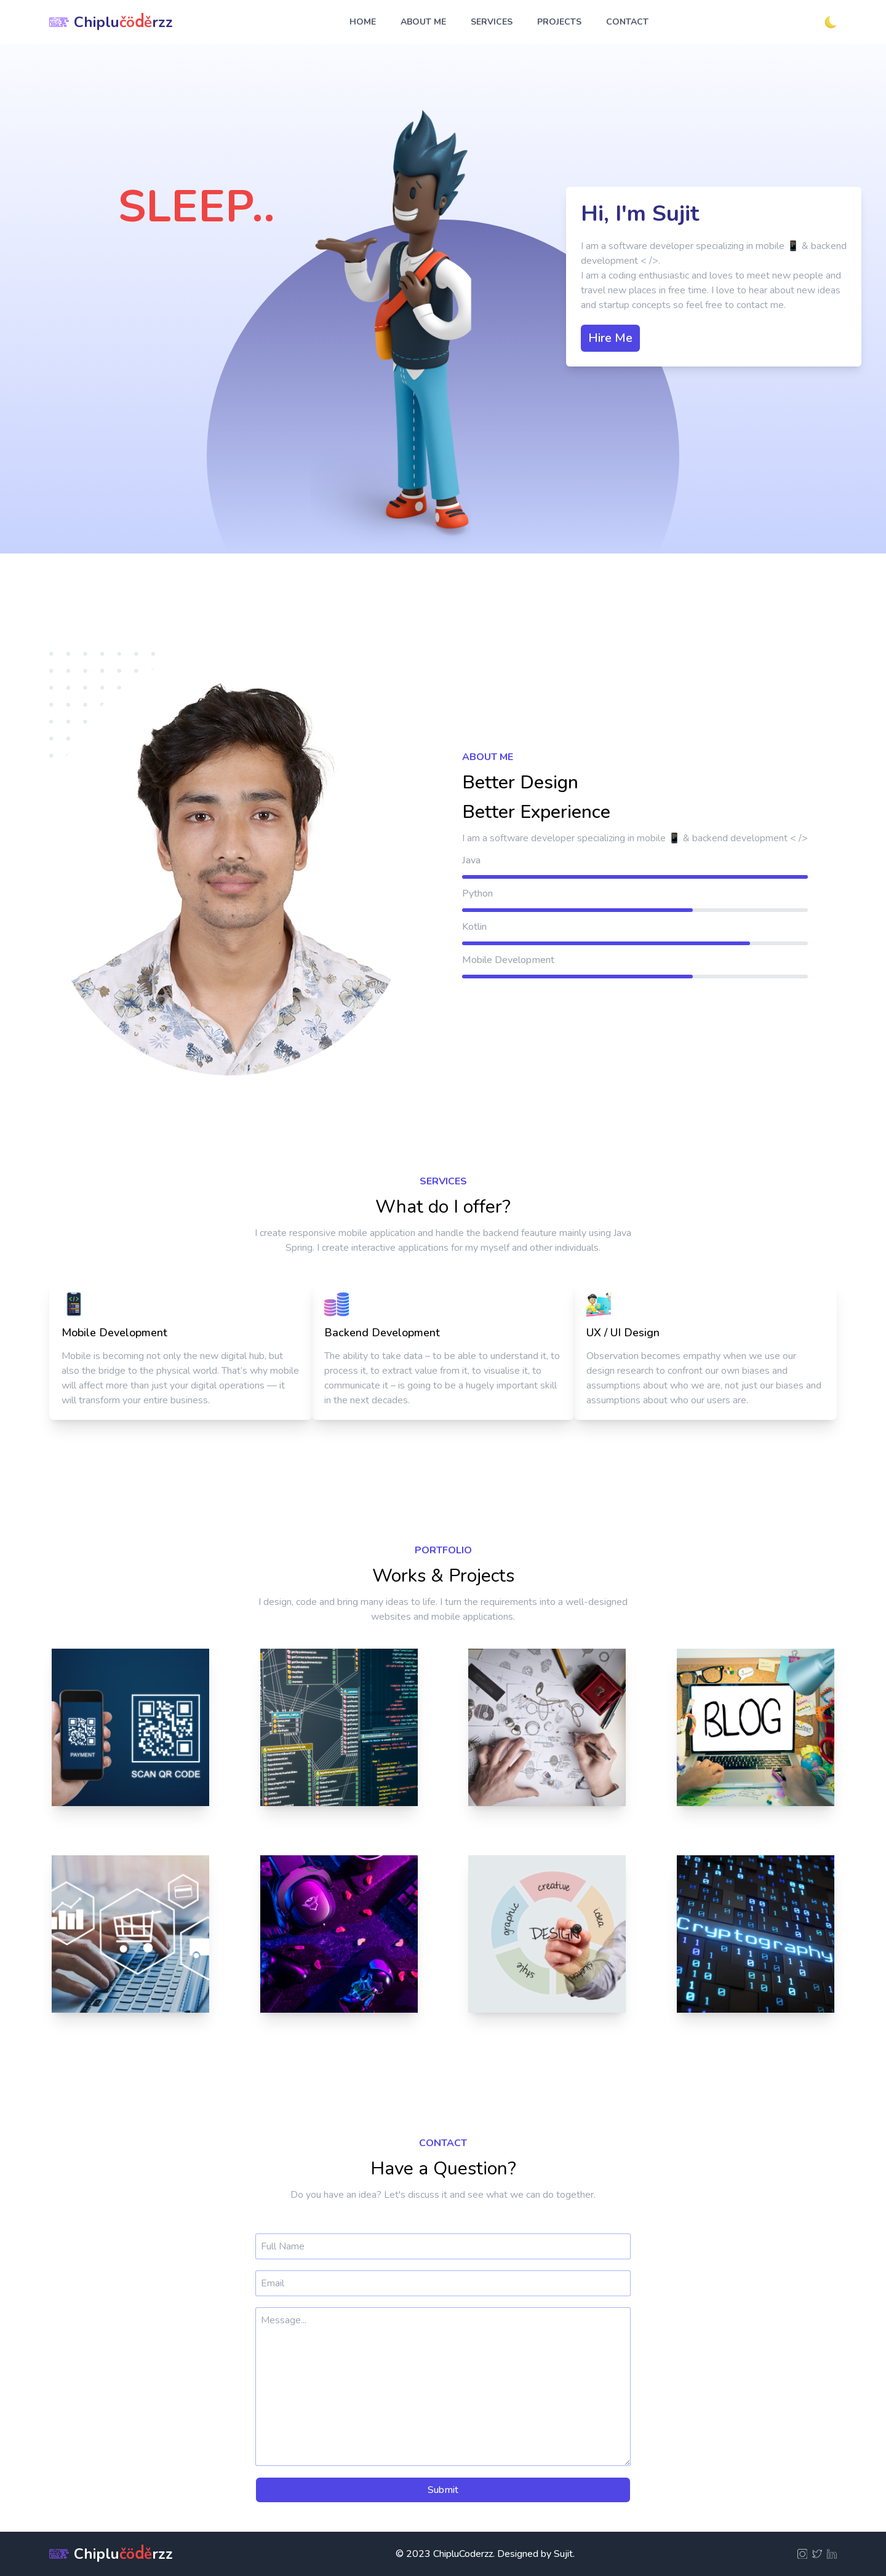 Chiplučöděrzz
HOME
ABOUT ME
SERVICES
PROJECTS
CONTACT
SLEEP..
Hi, I'm Sujit
I am a software developer specializing in mobile 📱 & backend
development < />.
I am a coding enthusiastic and loves to meet new people and
travel new places in free time. I love to hear about new ideas
and startup concepts so feel free to contact me.
Hire Me
ABOUT ME
Better Design
Better Experience
I am a software developer specializing in mobile 📱 & backend development < />
Java
Python
Kotlin
Mobile Development
SERVICES
What do I offer?
I create responsive mobile application and handle the backend feauture mainly using Java
Spring. I create interactive applications for my myself and other individuals.
Mobile Development
Mobile is becoming not only the new digital hub, but
also the bridge to the physical world. That's why mobile
will affect more than just your digital operations — it
will transform your entire business.
Backend Development
The ability to take data – to be able to understand it, to
process it, to extract value from it, to visualise it, to
communicate it – is going to be a hugely important skill
in the next decades.
UX / UI Design
Observation becomes empathy when we use our
design research to confront our own biases and
assumptions about who we are, not just our biases and
assumptions about who our users are.
PORTFOLIO
Works & Projects
I design, code and bring many ideas to life. I turn the requirements into a well-designed
websites and mobile applications.
PAYMENT
SCAN QR CODE
BLOG
creative
graphic
idea
DESIGN
style
Cryptography
CONTACT
Have a Question?
Do you have an idea? Let's discuss it and see what we can do together.
Full Name
Email
Message...
Submit
Chiplučöděrzz
© 2023 ChipluCoderzz. Designed by Sujit.